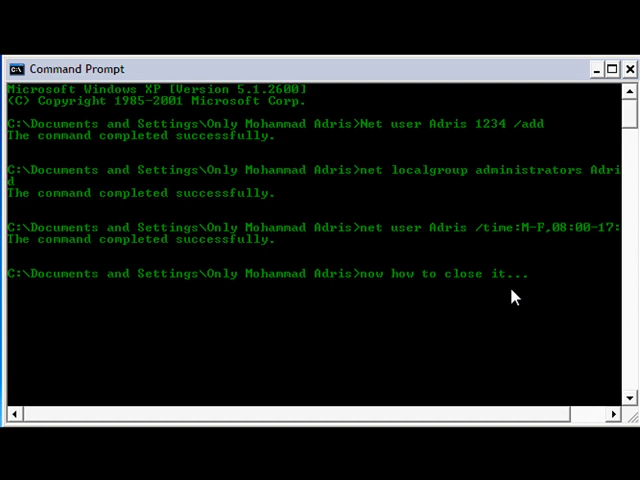 Command Prompt
Microsoft Windows XP [Version 5.1.2600]
(C) Copyright 1985-2001 Microsoft Corp.
C:\Documents and Settings\Only Mohammad Adris>Net user Adris 1234 /add
The command completed successfully.
C:\Documents and Settings\Only Mohammad Adris>net localgroup administrators Adri
d
The command completed successfully.
C:\Documents and Settings\Only Mohammad Adris>net user Adris /time:M-F,08:00-17:
The command completed successfully.
C:\Documents and Settings\Only Mohammad Adris>now how to close it...